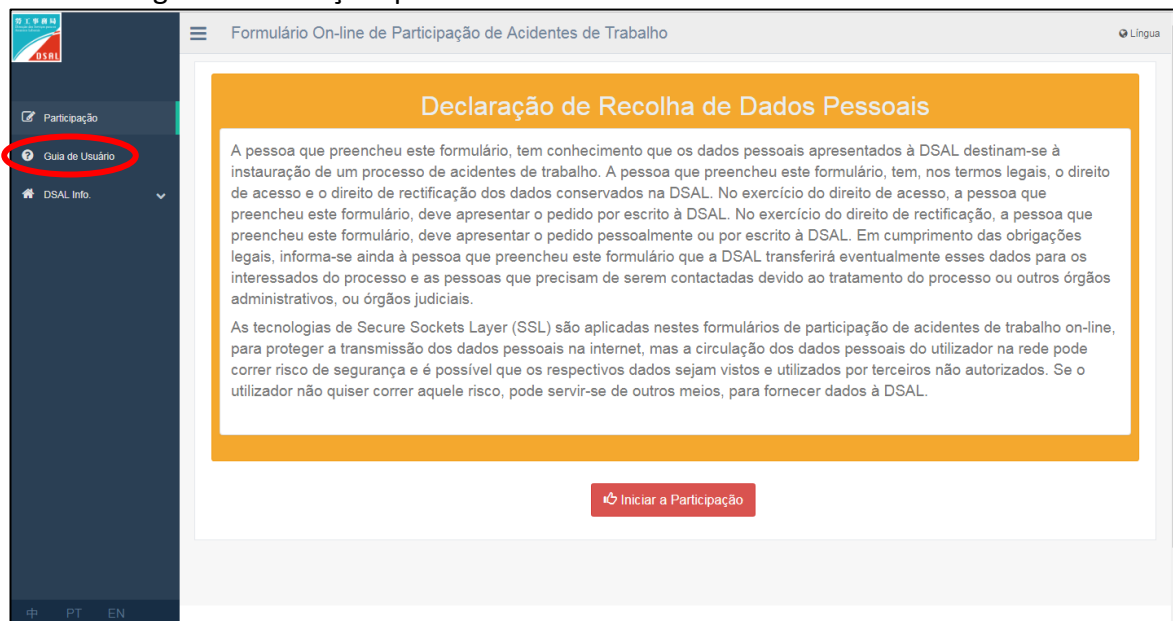 勞工事務局
DSAL
Formulário On-line de Participação de Acidentes de Trabalho
Língua
Participação
Guia de Usuário
DSAL Info.
Declaração de Recolha de Dados Pessoais
A pessoa que preencheu este formulário, tem conhecimento que os dados pessoais apresentados à DSAL destinam-se à
instauração de um processo de acidentes de trabalho. A pessoa que preencheu este formulário, tem, nos termos legais, o direito
de acesso e o direito de rectificação dos dados conservados na DSAL. No exercício do direito de acesso, a pessoa que
preencheu este formulário, deve apresentar o pedido por escrito à DSAL. No exercício do direito de rectificação, a pessoa que
preencheu este formulário, deve apresentar o pedido pessoalmente ou por escrito à DSAL. Em cumprimento das obrigações
legais, informa-se ainda à pessoa que preencheu este formulário que a DSAL transferirá eventualmente esses dados para os
interessados do processo e as pessoas que precisam de serem contactadas devido ao tratamento do processo ou outros órgãos
administrativos, ou órgãos judiciais.
As tecnologias de Secure Sockets Layer (SSL) são aplicadas nestes formulários de participação de acidentes de trabalho on-line,
para proteger a transmissão dos dados pessoais na internet, mas a circulação dos dados pessoais do utilizador na rede pode
correr risco de segurança e é possível que os respectivos dados sejam vistos e utilizados por terceiros não autorizados. Se o
utilizador não quiser correr aquele risco, pode servir-se de outros meios, para fornecer dados à DSAL.
Iniciar a Participação
中 PT EN